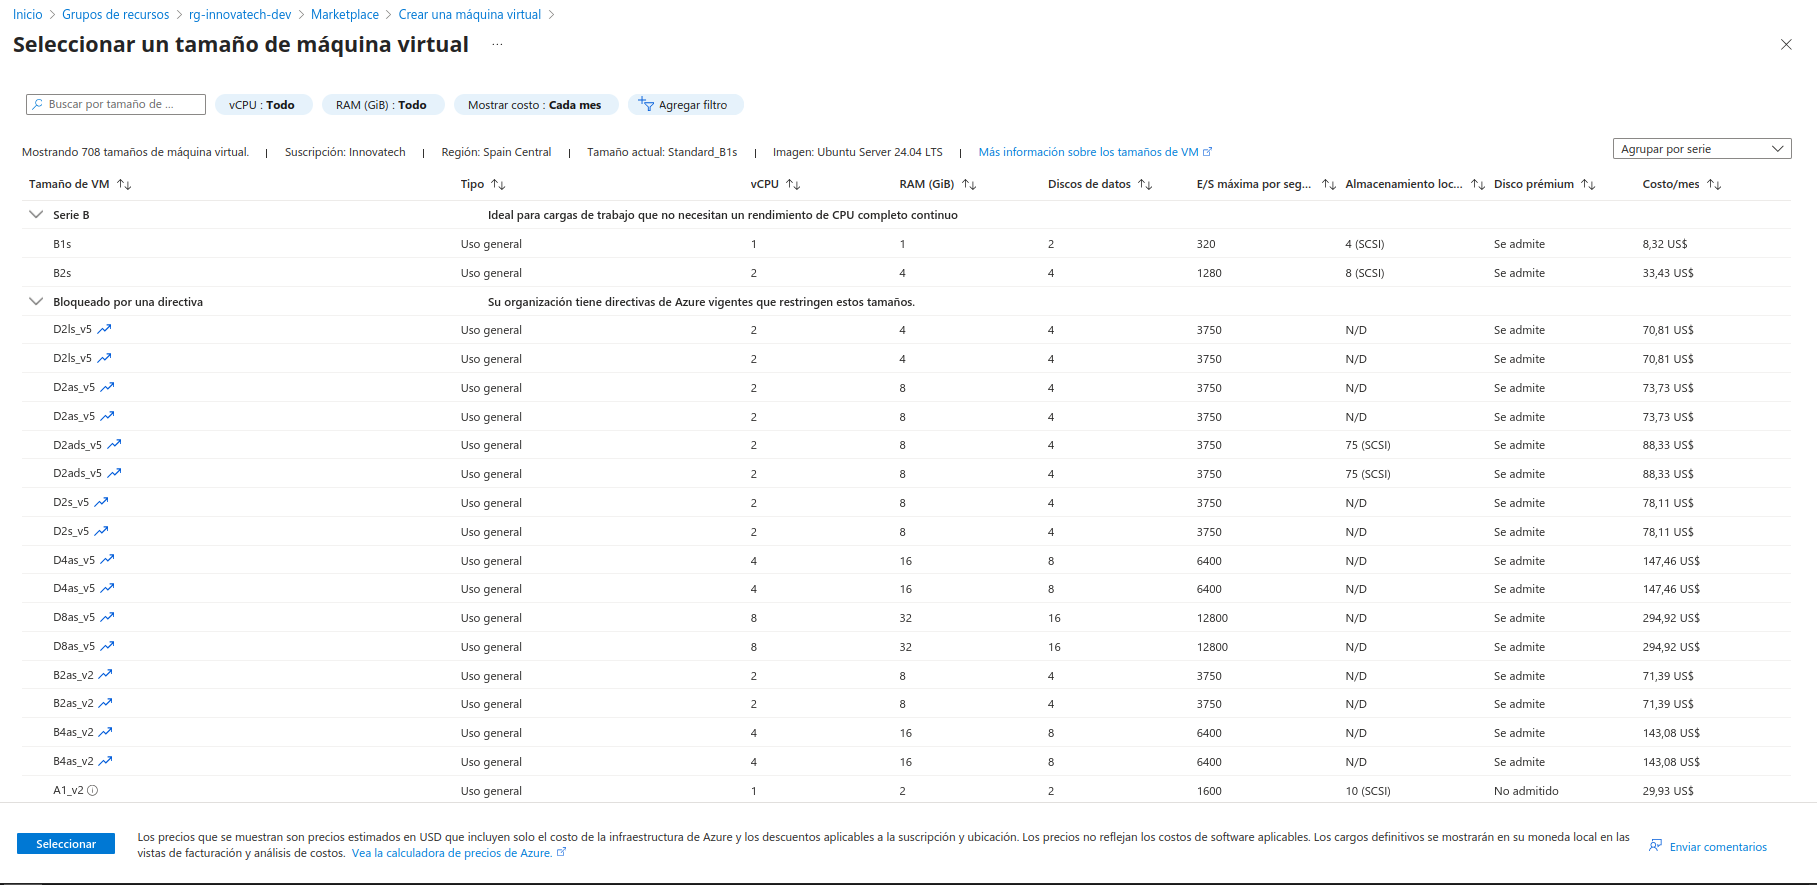 Inicio > Grupos de recursos > rg-innovatech-dev > Marketplace > Crear una máquina virtual >
Seleccionar un tamaño de máquina virtual ...
Buscar por tamaño de ... vCPU : Todo RAM (GiB) : Todo Mostrar costo : Cada mes Agregar filtro
Mostrando 708 tamaños de máquina virtual. | Suscripción: Innovatech | Región: Spain Central | Tamaño actual: Standard_B1s | Imagen: Ubuntu Server 24.04 LTS | Más información sobre los tamaños de VM Agrupar por serie
Tamaño de VM Tipo vCPU RAM (GiB) Discos de datos E/S máxima por seg... Almacenamiento loc... Disco prémium Costo/mes
Serie B Ideal para cargas de trabajo que no necesitan un rendimiento de CPU completo continuo
B1s Uso general 1 1 2 320 4 (SCSI) Se admite 8,32 US$
B2s Uso general 2 4 4 1280 8 (SCSI) Se admite 33,43 US$
Bloqueado por una directiva Su organización tiene directivas de Azure vigentes que restringen estos tamaños.
D2ls_v5 Uso general 2 4 4 3750 N/D Se admite 70,81 US$
D2ls_v5 Uso general 2 4 4 3750 N/D Se admite 70,81 US$
D2as_v5 Uso general 2 8 4 3750 N/D Se admite 73,73 US$
D2as_v5 Uso general 2 8 4 3750 N/D Se admite 73,73 US$
D2ads_v5 Uso general 2 8 4 3750 75 (SCSI) Se admite 88,33 US$
D2ads_v5 Uso general 2 8 4 3750 75 (SCSI) Se admite 88,33 US$
D2s_v5 Uso general 2 8 4 3750 N/D Se admite 78,11 US$
D2s_v5 Uso general 2 8 4 3750 N/D Se admite 78,11 US$
D4as_v5 Uso general 4 16 8 6400 N/D Se admite 147,46 US$
D4as_v5 Uso general 4 16 8 6400 N/D Se admite 147,46 US$
D8as_v5 Uso general 8 32 16 12800 N/D Se admite 294,92 US$
D8as_v5 Uso general 8 32 16 12800 N/D Se admite 294,92 US$
B2as_v2 Uso general 2 8 4 3750 N/D Se admite 71,39 US$
B2as_v2 Uso general 2 8 4 3750 N/D Se admite 71,39 US$
B4as_v2 Uso general 4 16 8 6400 N/D Se admite 143,08 US$
B4as_v2 Uso general 4 16 8 6400 N/D Se admite 143,08 US$
A1_v2 Uso general 1 2 2 1600 10 (SCSI) No admitido 29,93 US$
Seleccionar
Los precios que se muestran son precios estimados en USD que incluyen solo el costo de la infraestructura de Azure y los descuentos aplicables a la suscripción y ubicación. Los precios no reflejan los costos de software aplicables. Los cargos definitivos se mostrarán en su moneda local en las
vistas de facturación y análisis de costos. Vea la calculadora de precios de Azure.
Enviar comentarios